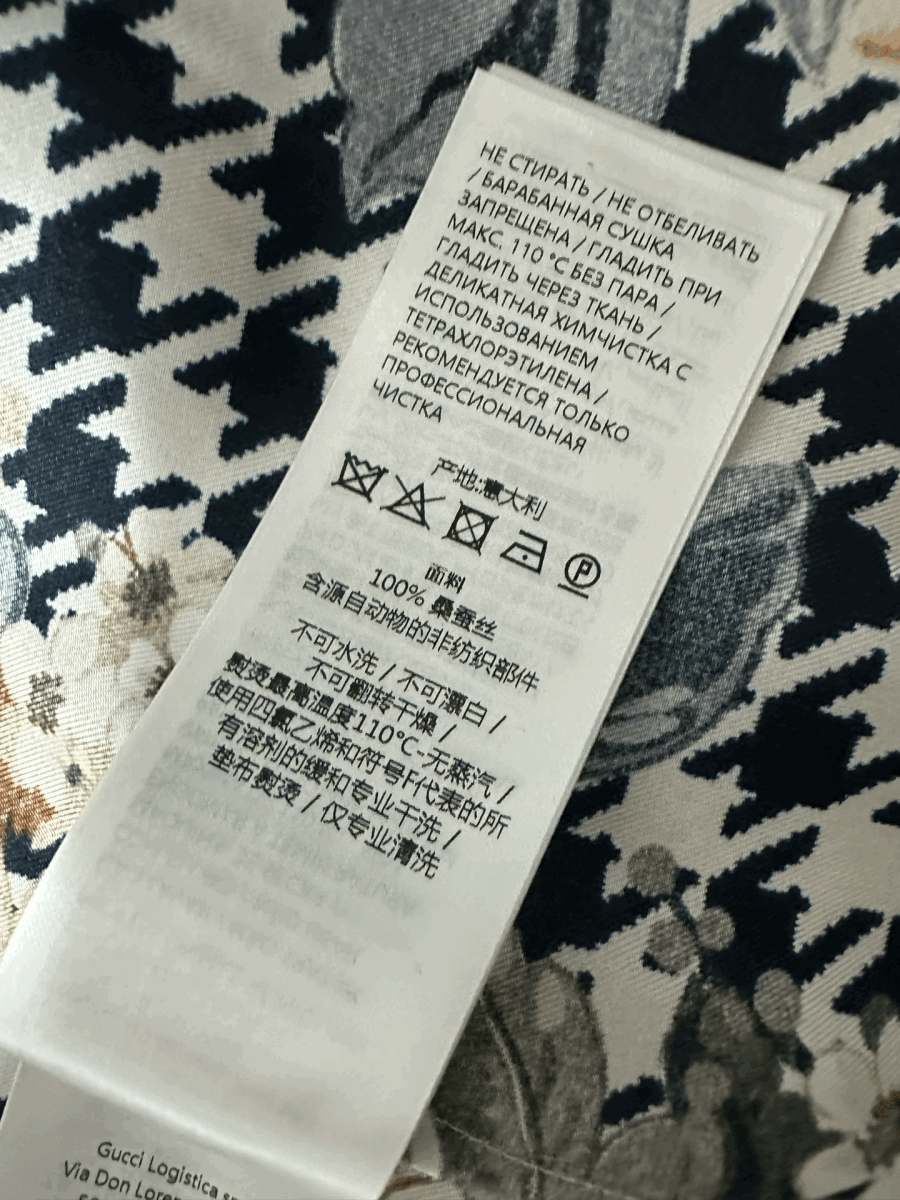 НЕ СТИРАТЬ / НЕ ОТБЕЛИВАТЬ
/ БАРАБАННАЯ СУШКА
ЗАПРЕЩЕНА / ГЛАДИТЬ ПРИ
МАКС. 110 °C БЕЗ ПАРА /
ГЛАДИТЬ ЧЕРЕЗ ТКАНЬ /
ДЕЛИКАТНАЯ ХИМЧИСТКА С
ИСПОЛЬЗОВАНИЕМ
ТЕТРАХЛОРЭТИЛЕНА /
РЕКОМЕНДУЕТСЯ ТОЛЬКО
ПРОФЕССИОНАЛЬНАЯ
ЧИСТКА
产地:意大利
P
面料
100% 桑蚕丝
含源自动物的非纺织部件
不可水洗 / 不可漂白 /
不可翻转干燥 /
熨烫最高温度110°C-无蒸汽 /
使用四氯乙烯和符号F代表的所
有溶剂的缓和专业干洗 /
垫布熨烫 / 仅专业清洗
Gucci Logistica
Via Don